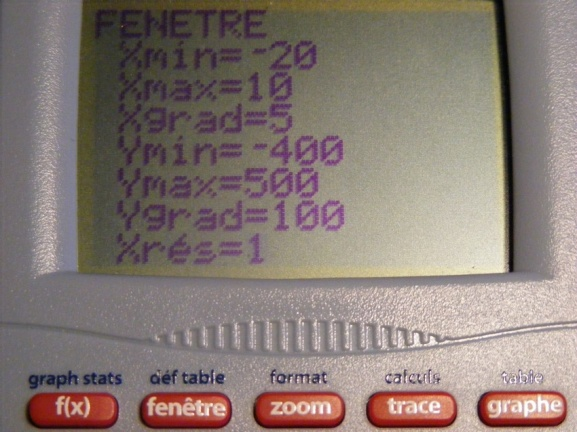 FENETRE
Xmin=-20
Xmax=10
Xgrad=5
Ymin=-400
Ymax=500
Ygrad=100
Xrés=1
graph stats déf table format calculs table
f(x) fenêtre zoom trace graphe